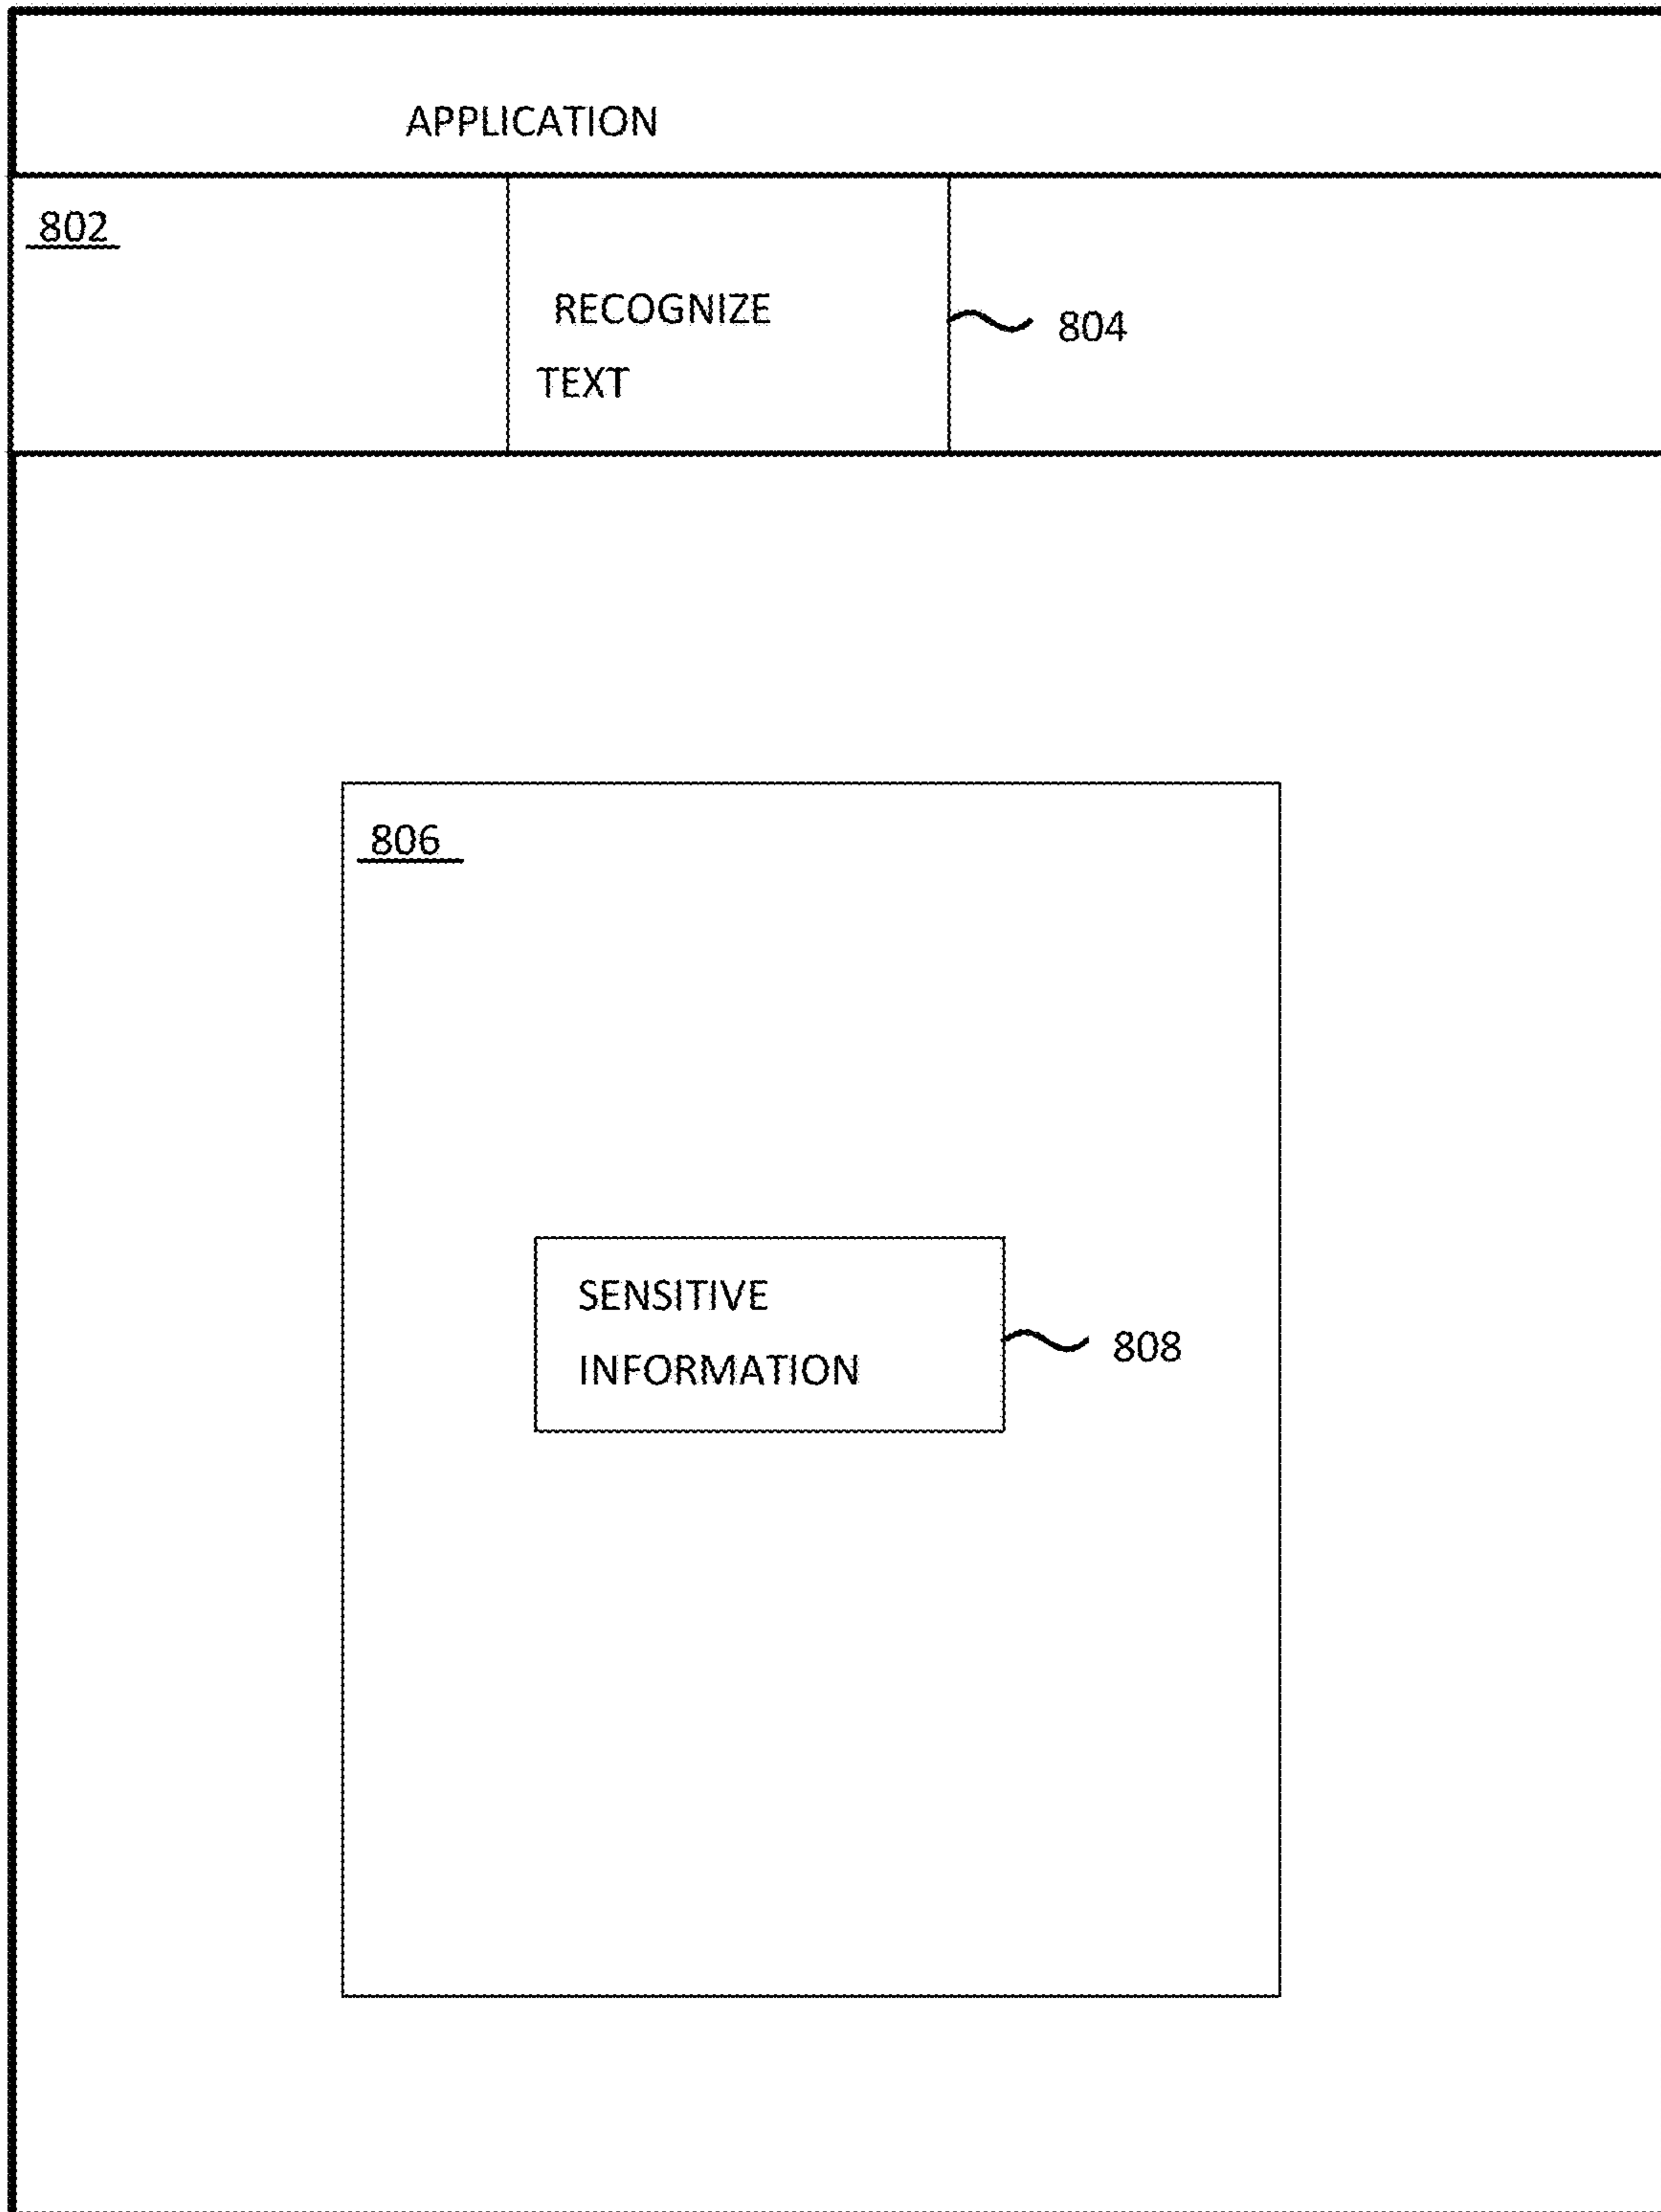 APPLICATION
802
RECOGNIZE
TEXT
804
806
SENSITIVE
INFORMATION
808